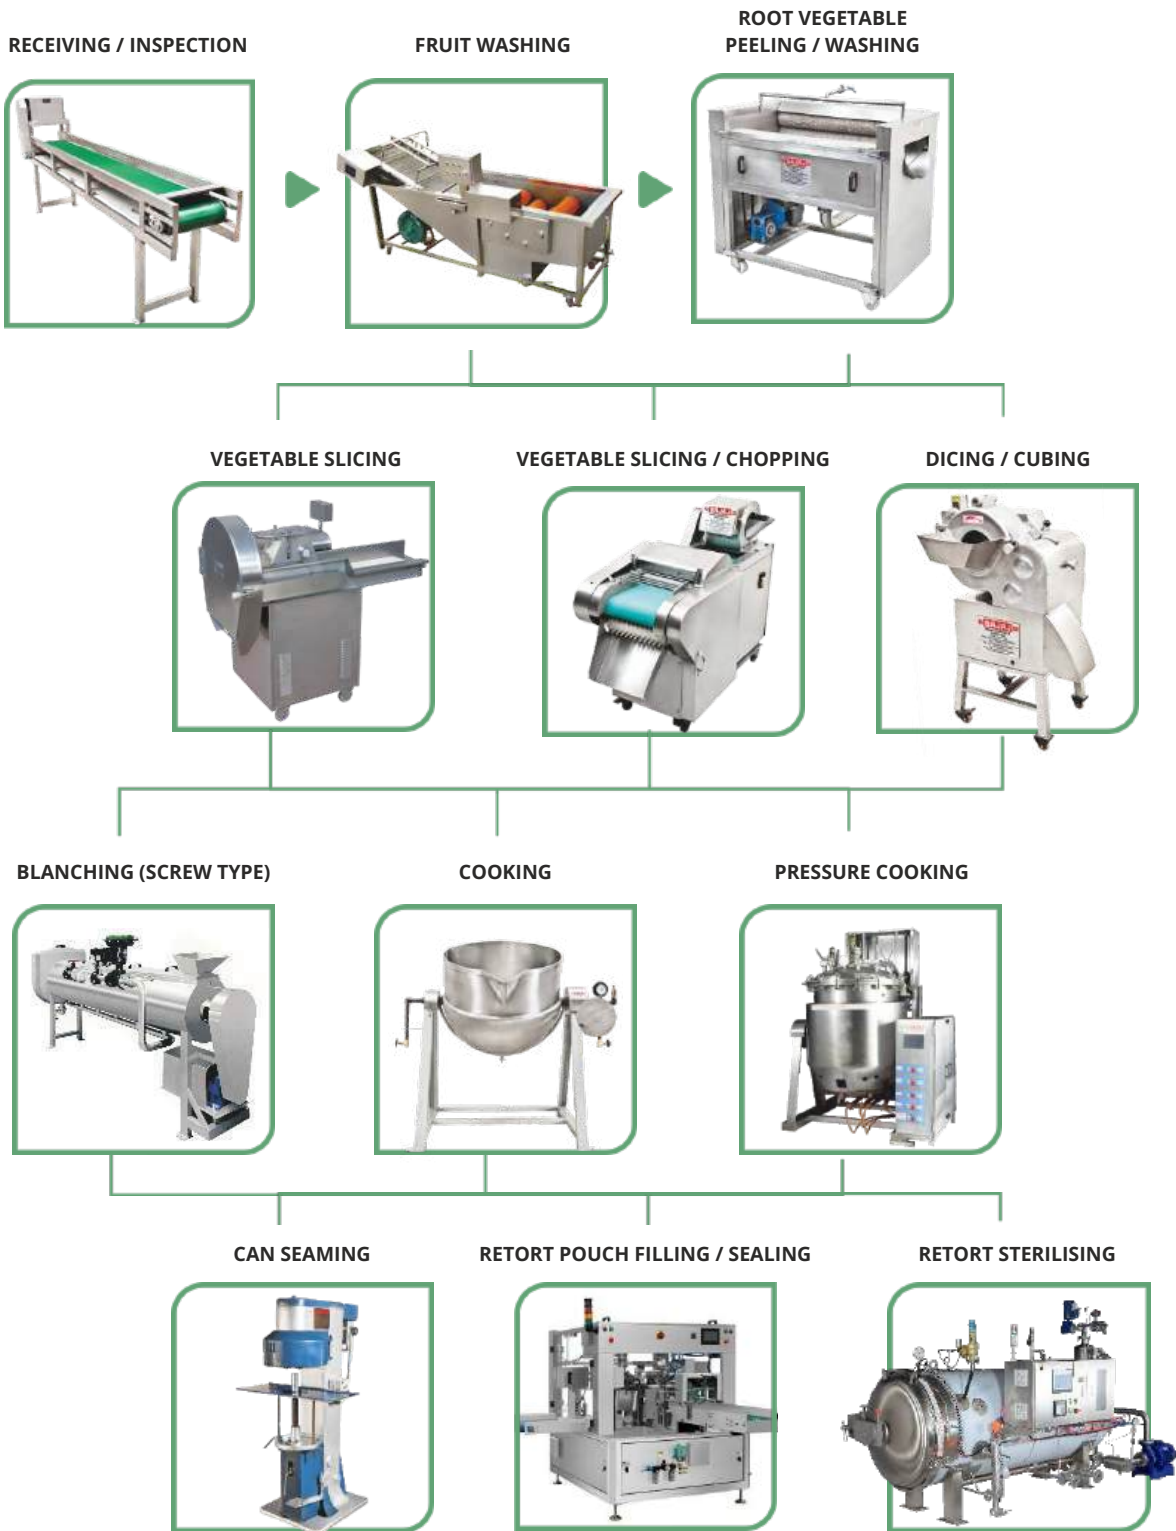 RECEIVING / INSPECTION
FRUIT WASHING
ROOT VEGETABLE
PEELING / WASHING
VEGETABLE SLICING
VEGETABLE SLICING / CHOPPING
DICING / CUBING
BLANCHING (SCREW TYPE)
COOKING
PRESSURE COOKING
CAN SEAMING
RETORT POUCH FILLING / SEALING
RETORT STERILISING